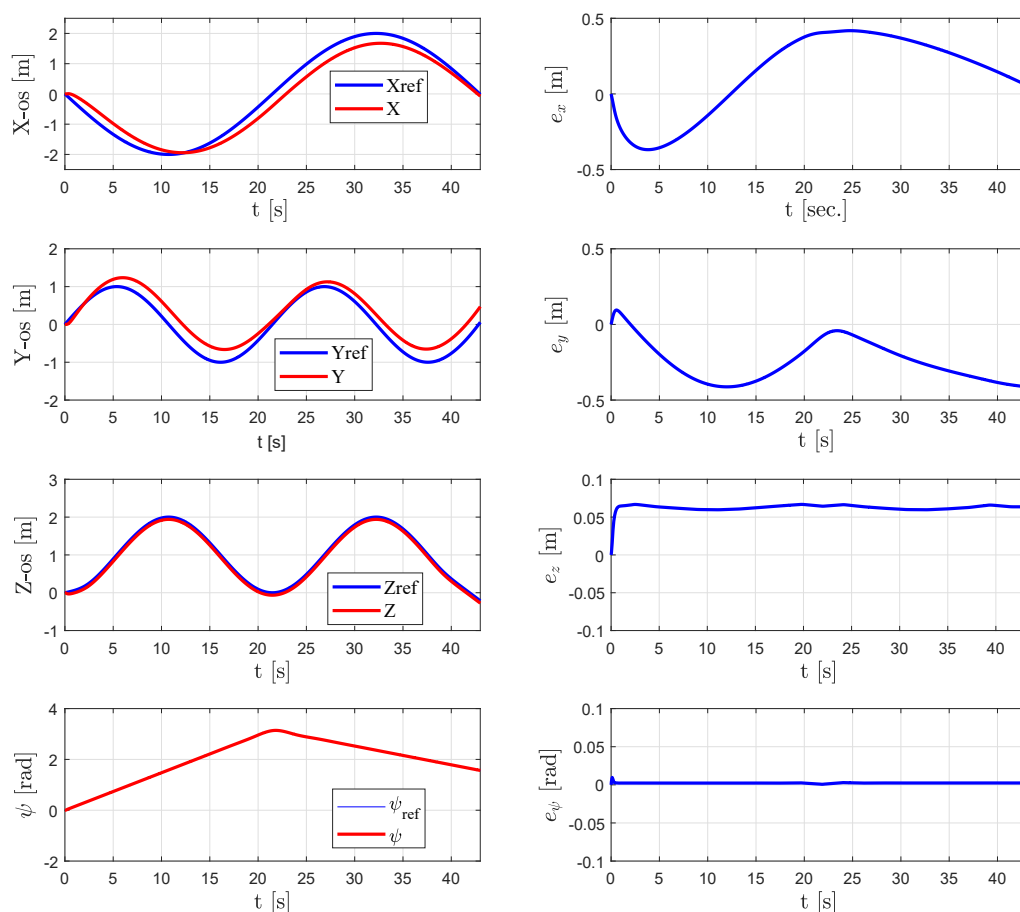 X-os [m]
2
1
0
-1
-2
0 5 10 15 20 25 30 35 40
t [s]
Xref
X
e_x [m]
0.5
0
-0.5
0 5 10 15 20 25 30 35 40
t [sec.]
Y-os [m]
2
1
0
-1
-2
0 5 10 15 20 25 30 35 40
t [s]
Yref
Y
e_y [m]
0.5
0
-0.5
0 5 10 15 20 25 30 35 40
t [s]
Z-os [m]
3
2
1
0
-1
0 5 10 15 20 25 30 35 40
t [s]
Zref
Z
e_z [m]
0.1
0.05
0
-0.05
-0.1
0 5 10 15 20 25 30 35 40
t [s]
ψ [rad]
4
2
0
-2
0 5 10 15 20 25 30 35 40
t [s]
ψ_ref
ψ
e_ψ [rad]
0.1
0.05
0
-0.05
-0.1
0 5 10 15 20 25 30 35 40
t [s]